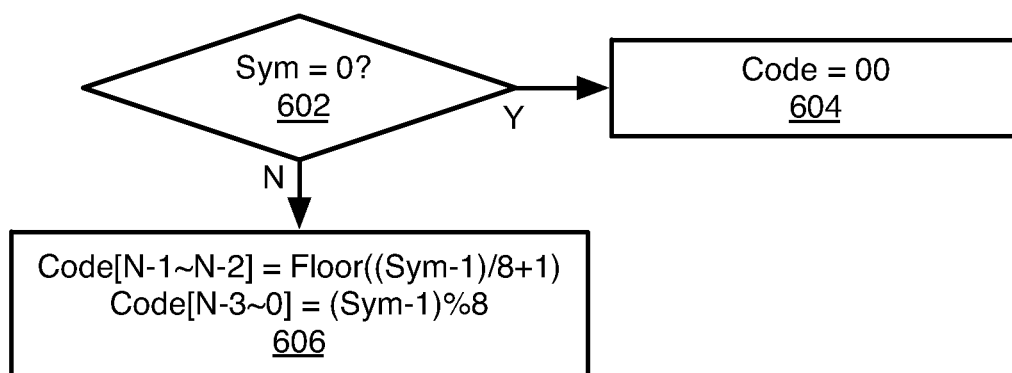 Sym = 0?
602
Y
Code = 00
604
N
Code[N-1~N-2] = Floor((Sym-1)/8+1)
Code[N-3~0] = (Sym-1)%8
606